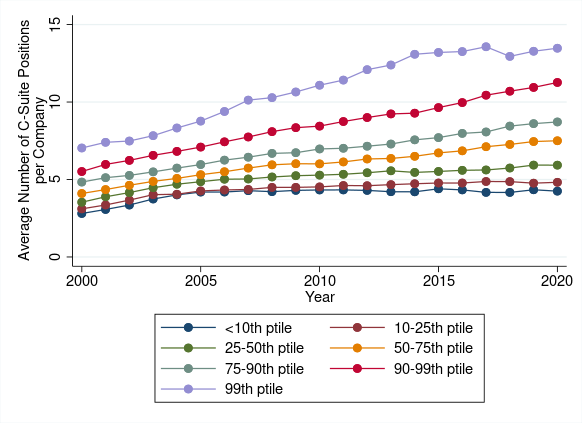 Average Number of C-Suite Positions
per Company
15
10
5
0
2000 2005 2010 2015 2020
Year
<10th ptile 10-25th ptile
25-50th ptile 50-75th ptile
75-90th ptile 90-99th ptile
99th ptile